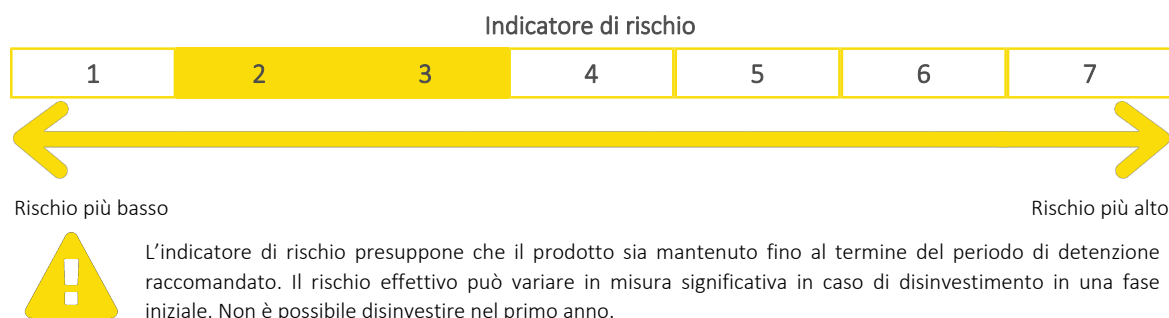 Indicatore di rischio
1 2 3 4 5 6 7
Rischio più basso Rischio più alto
L’indicatore di rischio presuppone che il prodotto sia mantenuto fino al termine del periodo di detenzione
raccomandato. Il rischio effettivo può variare in misura significativa in caso di disinvestimento in una fase
iniziale. Non è possibile disinvestire nel primo anno.